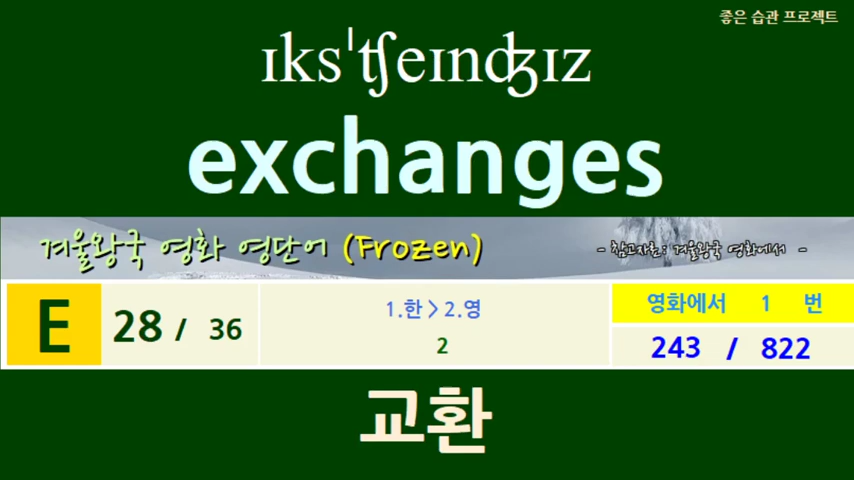 좋은 습관 프로젝트
ɪksˈʧeɪnʤɪz
exchanges
겨울왕국 영화 영단어 (Frozen)
- 참고자료: 겨울왕국 영화에서 -
E 28 / 36
1.한 > 2.영
2
영화에서 1 번
243 / 822
교환